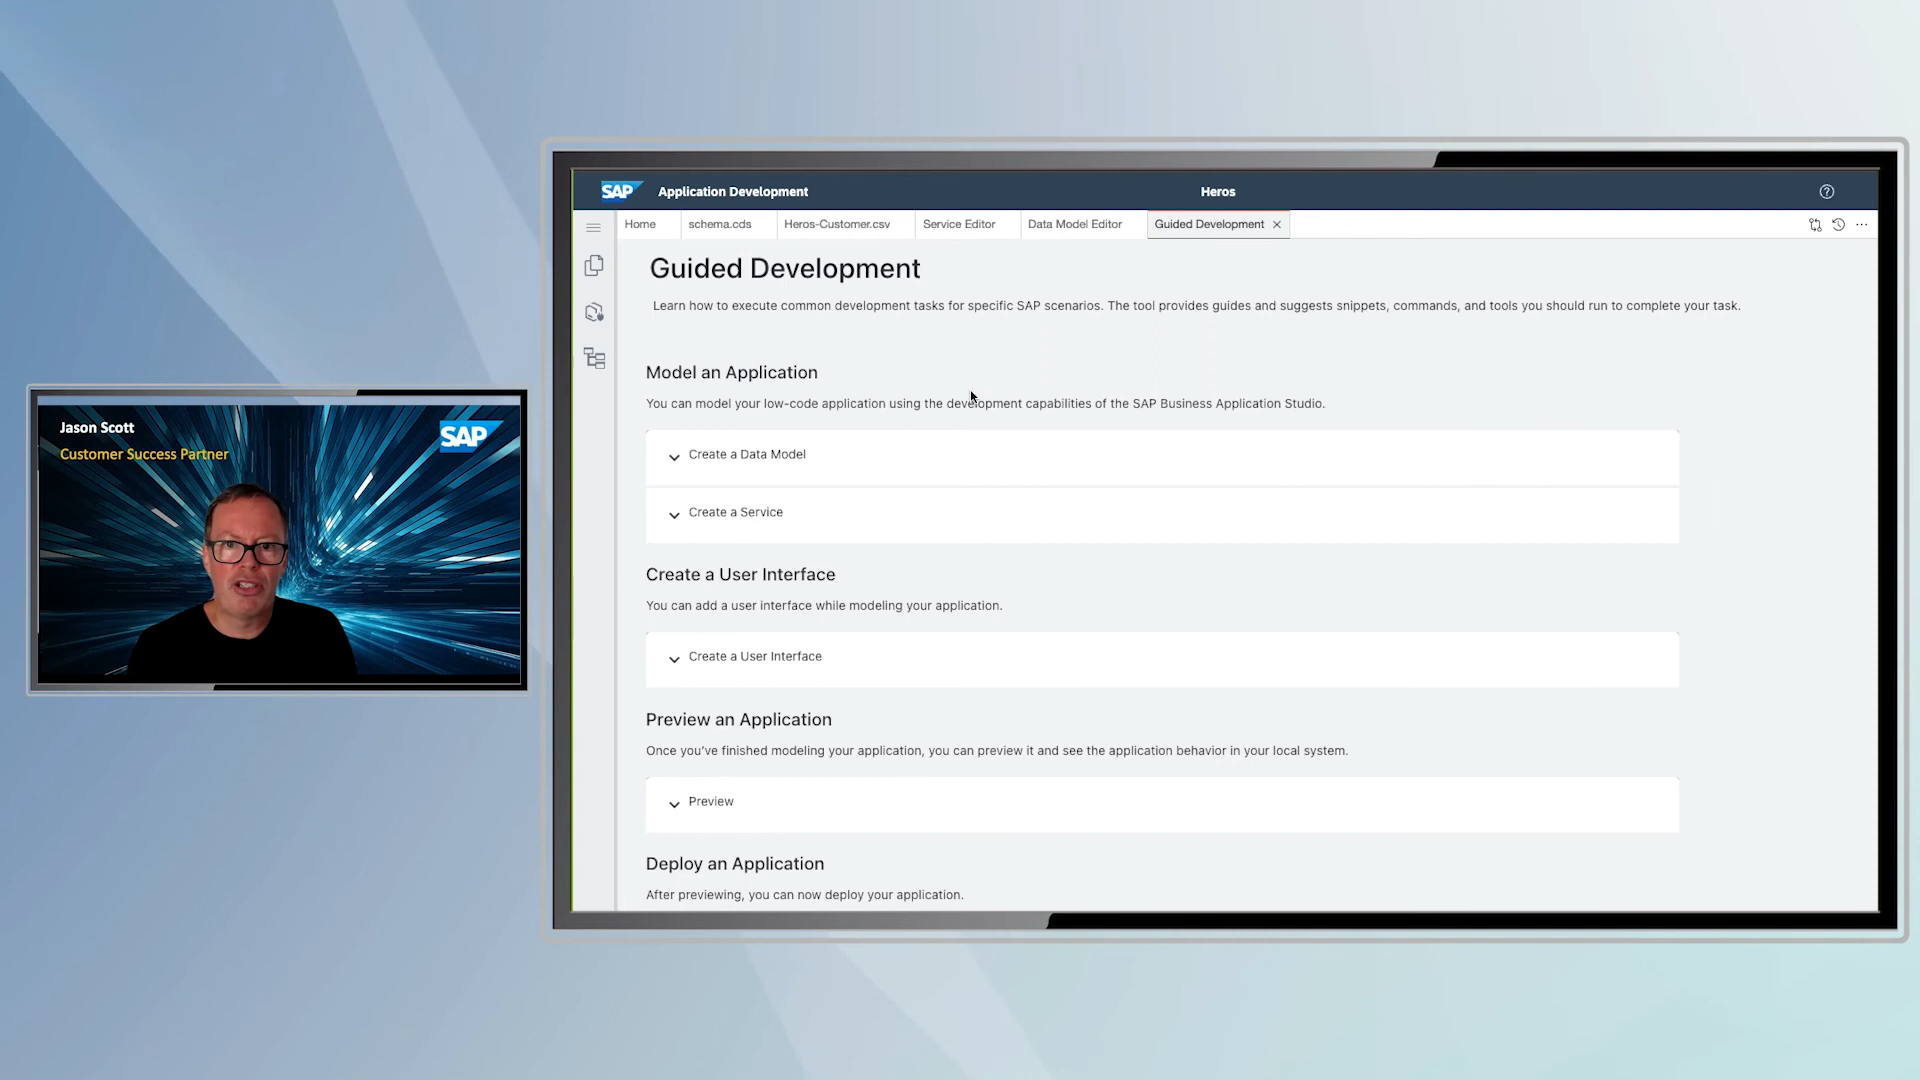 Jason Scott
Customer Success Partner
SAP
SAP Application Development Heros
Home schema.cds Heros-Customer.csv Service Editor Data Model Editor Guided Development
Guided Development
Learn how to execute common development tasks for specific SAP scenarios. The tool provides guides and suggests snippets, commands, and tools you should run to complete your task.
Model an Application
You can model your low-code application using the development capabilities of the SAP Business Application Studio.
Create a Data Model
Create a Service
Create a User Interface
You can add a user interface while modeling your application.
Create a User Interface
Preview an Application
Once you've finished modeling your application, you can preview it and see the application behavior in your local system.
Preview
Deploy an Application
After previewing, you can now deploy your application.